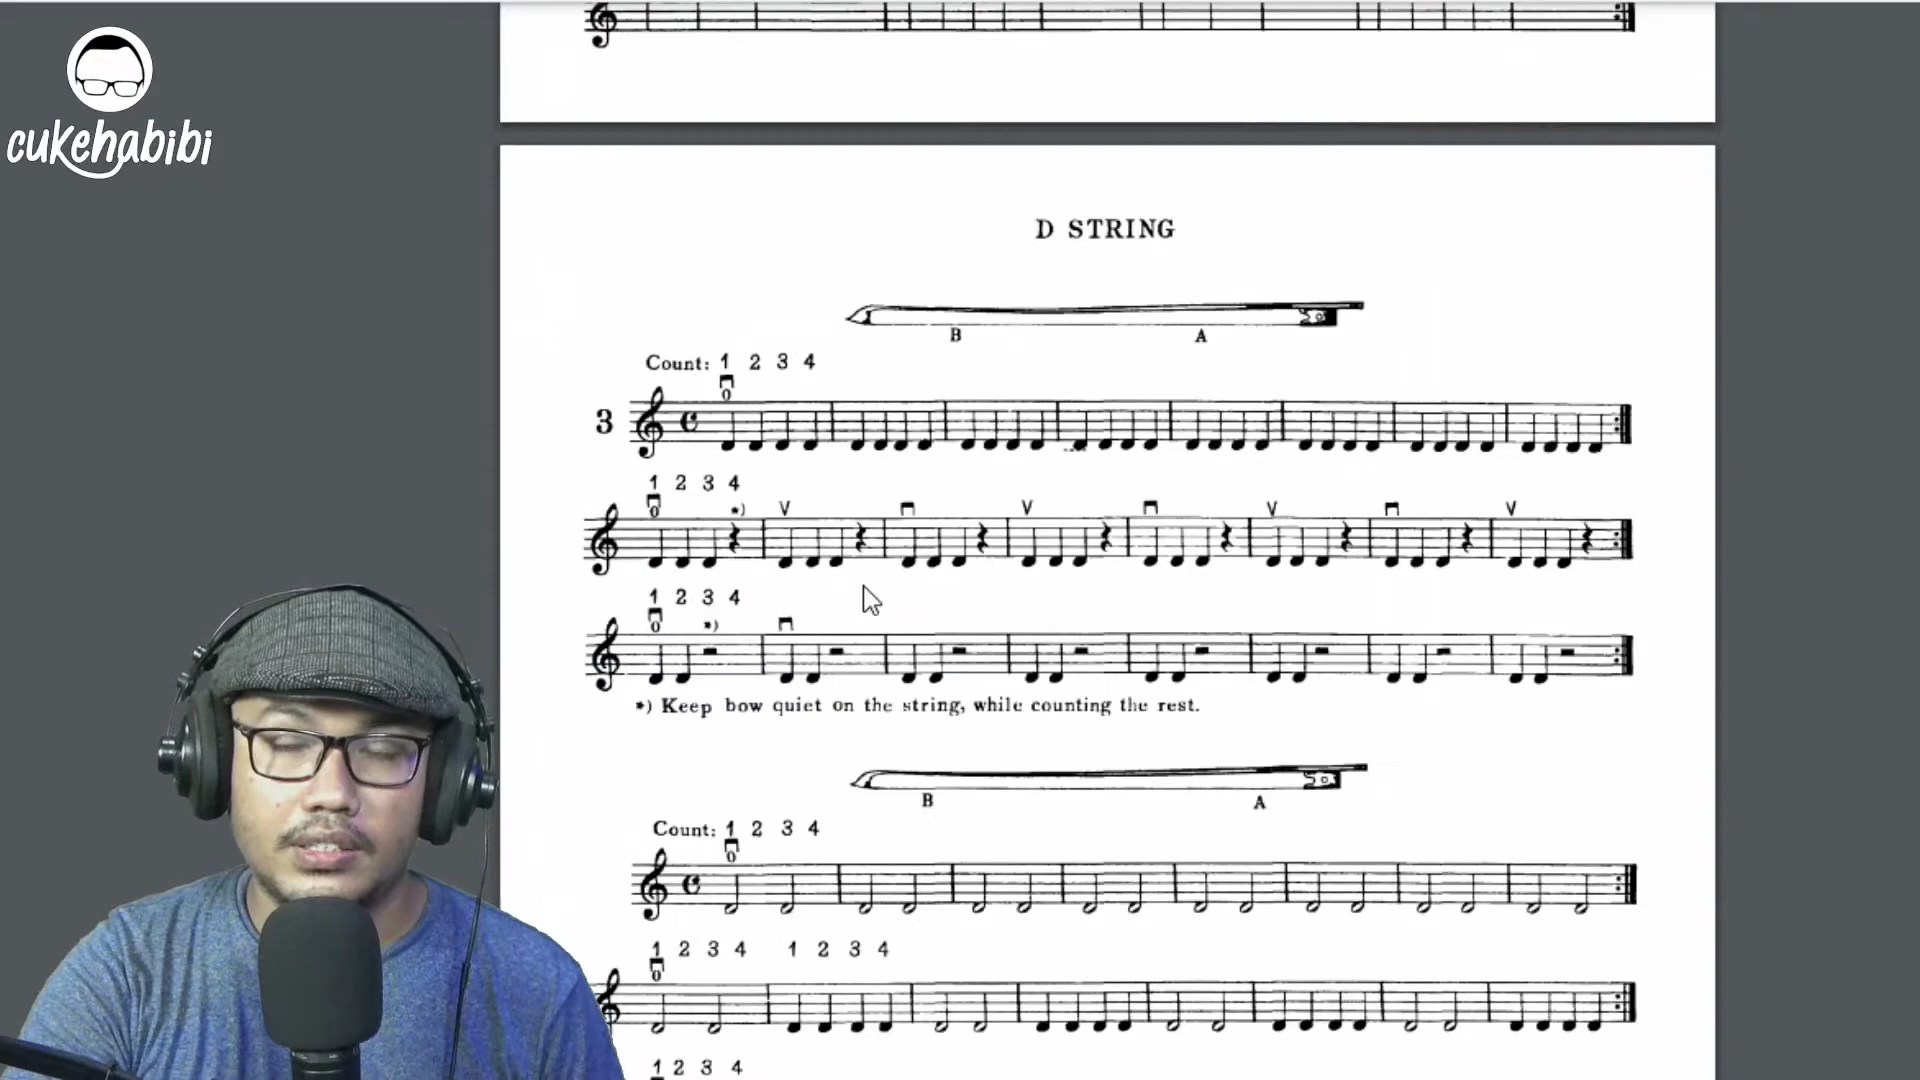 cukehabibi
D STRING
B A
Count: 1 2 3 4
0
3
1 2 3 4
0 *) V V V V
1 2 3 4
0 *)
*) Keep bow quiet on the string, while counting the rest.
B A
Count: 1 2 3 4
0
1 2 3 4 1 2 3 4
0
1 2 3 4